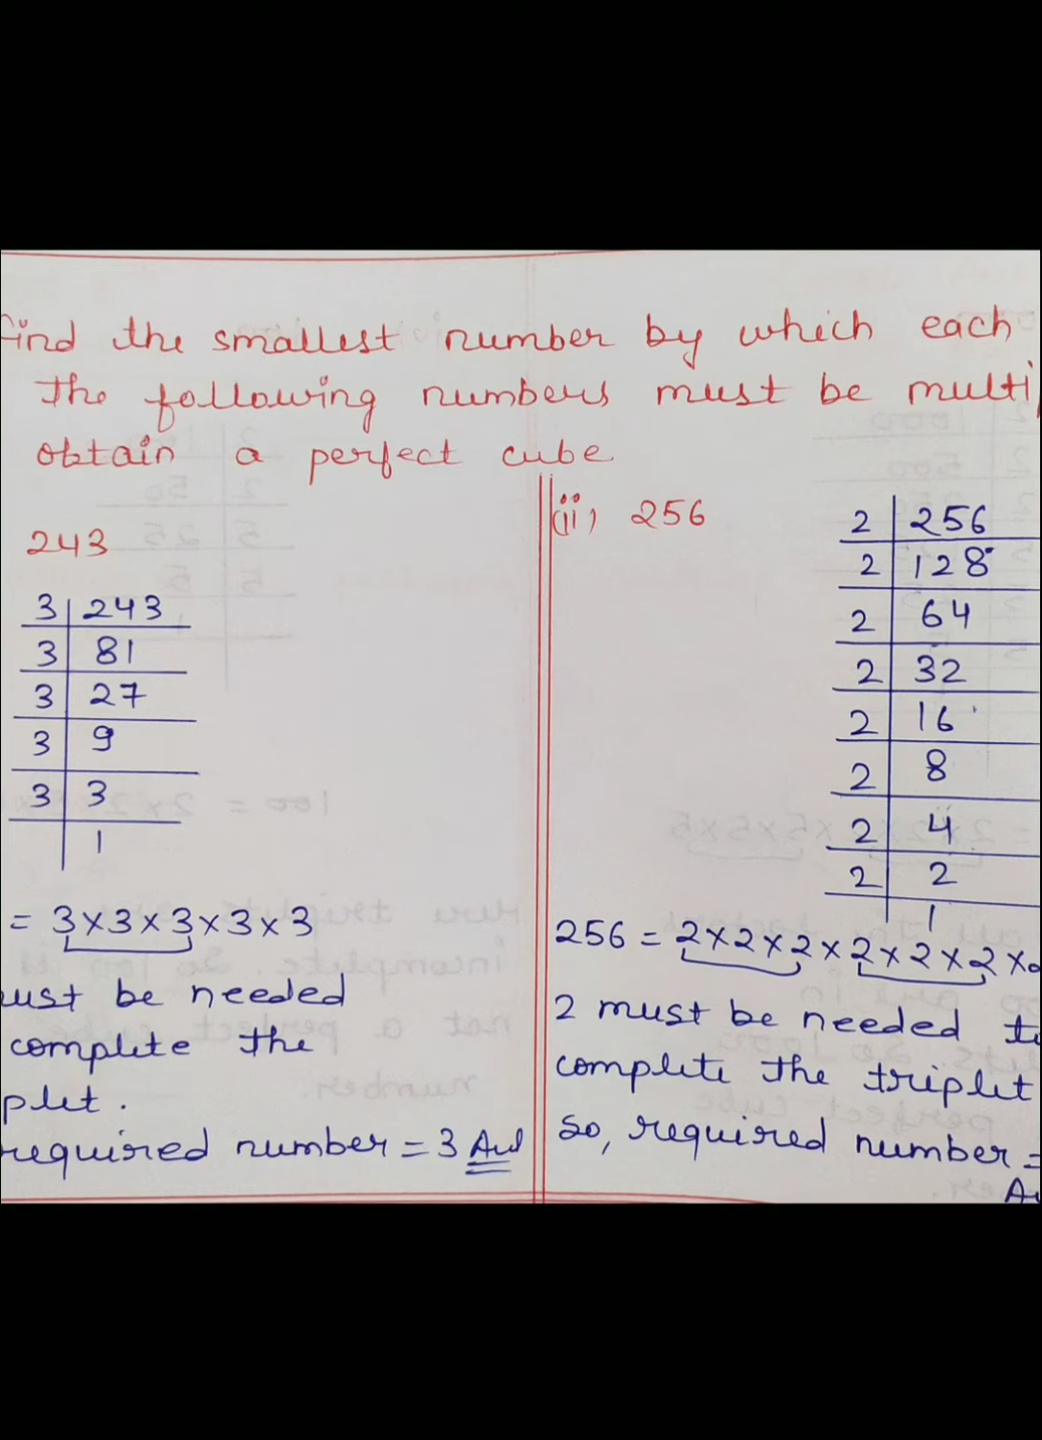 find the smallest number by which each
the following numbers must be multi
obtain a perfect cube
243
3 243
3 81
3 27
3 9
3 3
1
= 3×3×3×3×3
ust be needed
complete the
plet.
required number = 3 Ans
(ii) 256
2 256
2 128
2 64
2 32
2 16
2 8
2 4
2 2
1
256 = 2×2×2×2×2×2×
2 must be needed to
complete the triplet
so, required number =